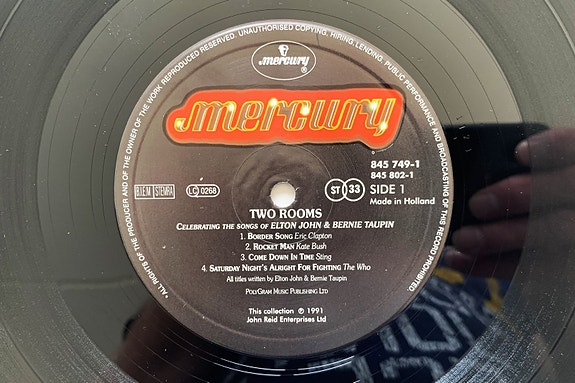 *ALL RIGHTS OF THE PRODUCER AND OF THE OWNER OF THE WORK REPRODUCED RESERVED. UNAUTHORISED COPYING, HIRING, LENDING, PUBLIC PERFORMANCE AND BROADCASTING OF THIS RECORD PROHIBITED.
mercury ®
mercury
845 749-1
845 802-1
B.I.E.M STEMRA
LC 0268
ST 33 SIDE 1
Made in Holland
TWO ROOMS
CELEBRATING THE SONGS OF ELTON JOHN & BERNIE TAUPIN
1. BORDER SONG Eric Clapton
2. ROCKET MAN Kate Bush
3. COME DOWN IN TIME Sting
4. SATURDAY NIGHT'S ALRIGHT FOR FIGHTING The Who
All titles written by Elton John & Bernie Taupin
POLYGRAM MUSIC PUBLISHING LTD
This collection ℗ 1991
John Reid Enterprises Ltd